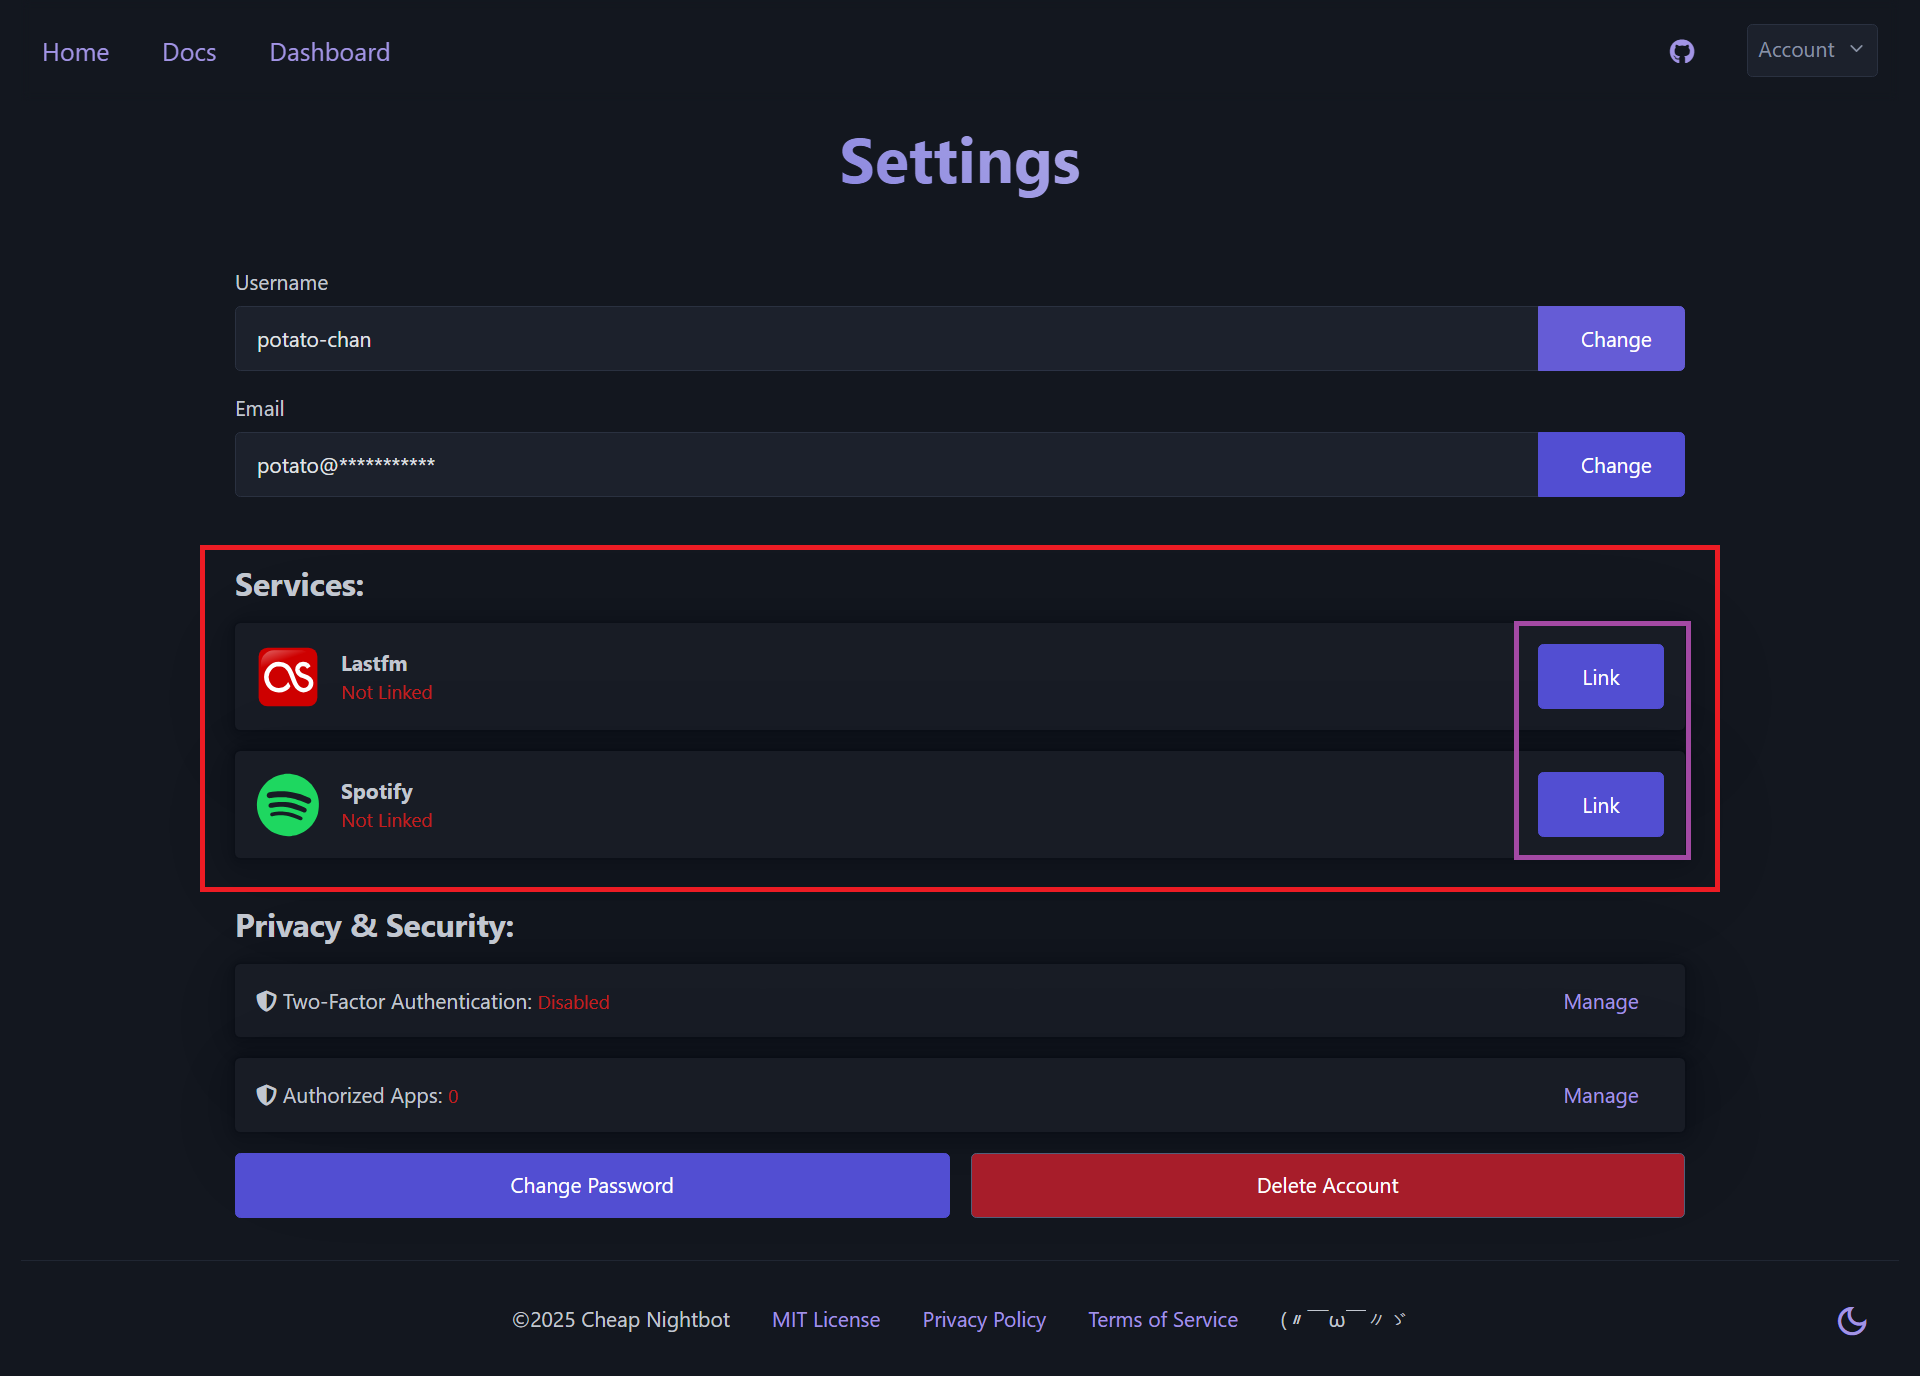 Home Docs Dashboard Account
Settings
Username
potato-chan Change
Email
potato@*********** Change
Services:
Lastfm
Not Linked
Link
Spotify
Not Linked
Link
Privacy & Security:
Two-Factor Authentication: Disabled Manage
Authorized Apps: 0 Manage
Change Password Delete Account
©2025 Cheap Nightbot MIT License Privacy Policy Terms of Service (〃￣ω￣〃ゞ